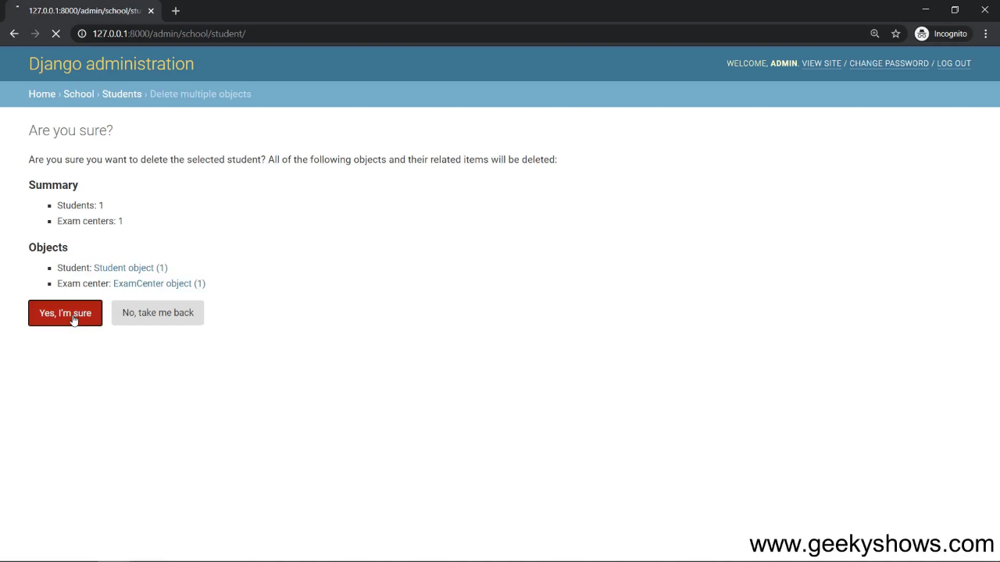 127.0.0.1:8000/admin/school/stu
127.0.0.1:8000/admin/school/student/
Incognito
Django administration
WELCOME, ADMIN. VIEW SITE / CHANGE PASSWORD / LOG OUT
Home › School › Students › Delete multiple objects
Are you sure?
Are you sure you want to delete the selected student? All of the following objects and their related items will be deleted:
Summary
Students: 1
Exam centers: 1
Objects
Student: Student object (1)
Exam center: ExamCenter object (1)
Yes, I'm sure
No, take me back
www.geekyshows.com